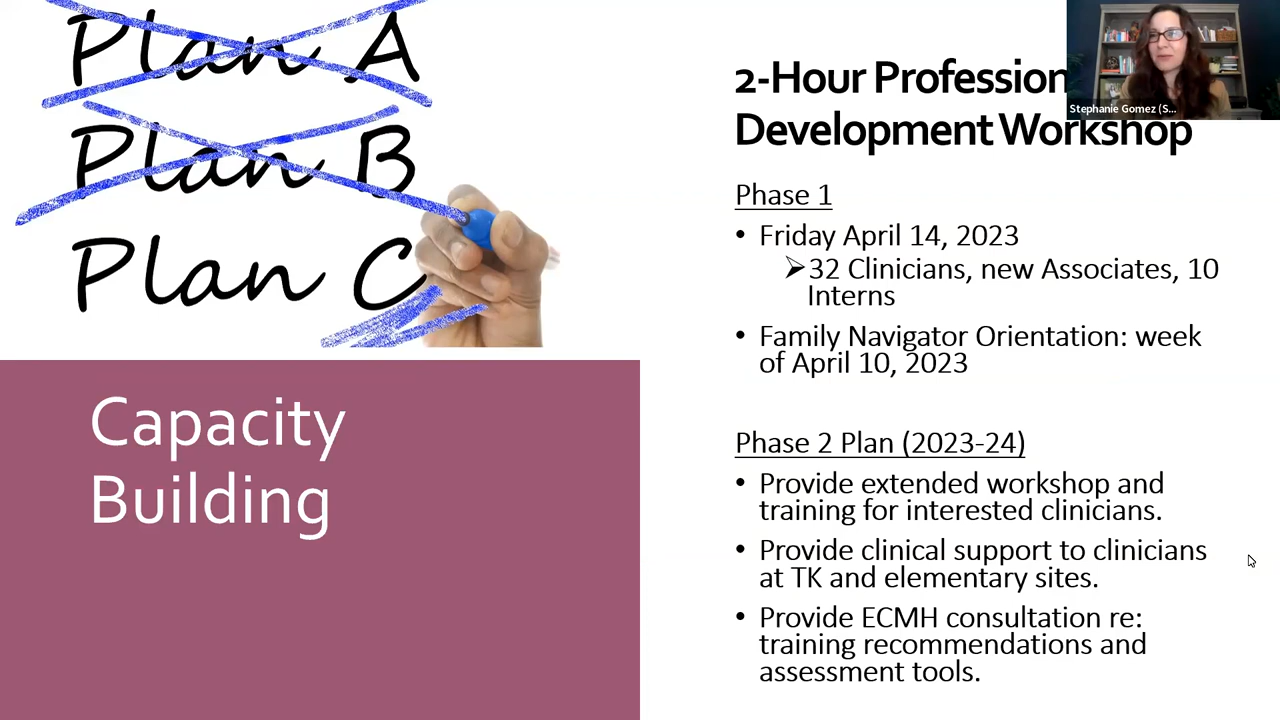 Plan A
Plan B
Plan C
Capacity
Building
2-Hour Profession
Development Workshop
Phase 1
• Friday April 14, 2023
➢32 Clinicians, new Associates, 10
Interns
• Family Navigator Orientation: week
of April 10, 2023
Phase 2 Plan (2023-24)
• Provide extended workshop and
training for interested clinicians.
• Provide clinical support to clinicians
at TK and elementary sites.
• Provide ECMH consultation re:
training recommendations and
assessment tools.
Stephanie Gomez (S...